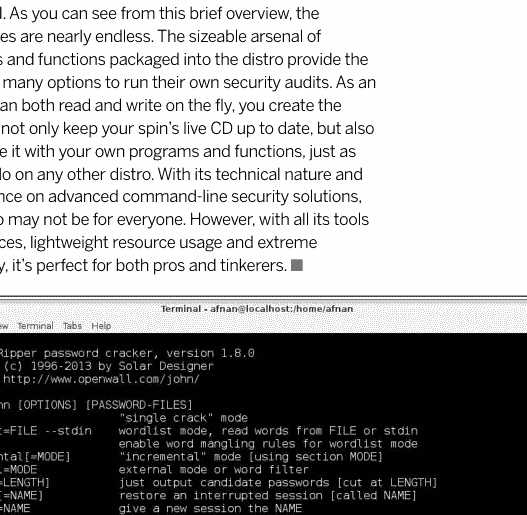 . As you can see from this brief overview, the
es are nearly endless. The sizeable arsenal of
s and functions packaged into the distro provide the
many options to run their own security audits. As an
an both read and write on the fly, you create the
not only keep your spin's live CD up to date, but also
e it with your own programs and functions, just as
lo on any other distro. With its technical nature and
nce on advanced command-line security solutions,
o may not be for everyone. However, with all its tools
ces, lightweight resource usage and extreme
y, it's perfect for both pros and tinkerers.
Terminal - afnan@localhost:/home/afnan
ew Terminal Tabs Help
Ripper password cracker, version 1.8.0
(c) 1996-2013 by Solar Designer
http://www.openwall.com/john/
hn [OPTIONS] [PASSWORD-FILES]
"single crack" mode
t=FILE --stdin wordlist mode, read words from FILE or stdin
enable word mangling rules for wordlist mode
ntal[=MODE] "incremental" mode [using section MODE]
l=MODE external mode or word filter
=LENGTH] just output candidate passwords [cut at LENGTH]
[=NAME] restore an interrupted session [called NAME]
=NAME give a new session the NAME